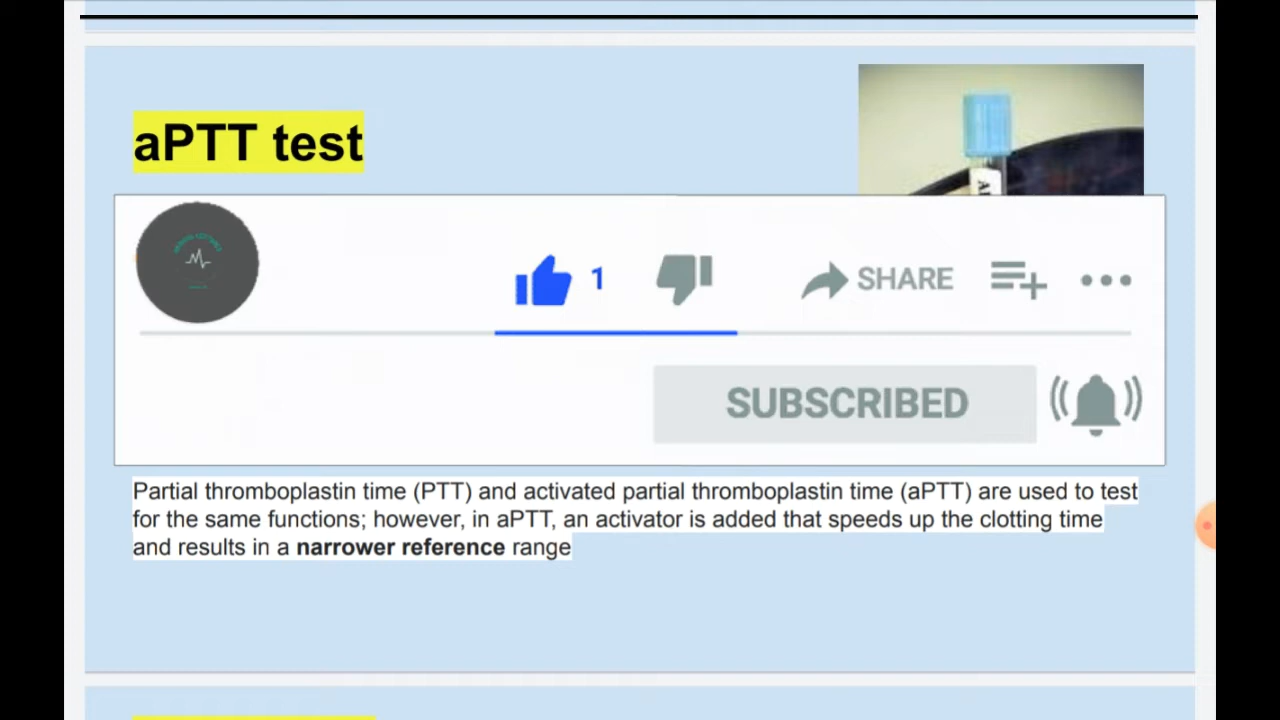 aPTT test
1
SHARE
SUBSCRIBED
Partial thromboplastin time (PTT) and activated partial thromboplastin time (aPTT) are used to test
for the same functions; however, in aPTT, an activator is added that speeds up the clotting time
and results in a narrower reference range